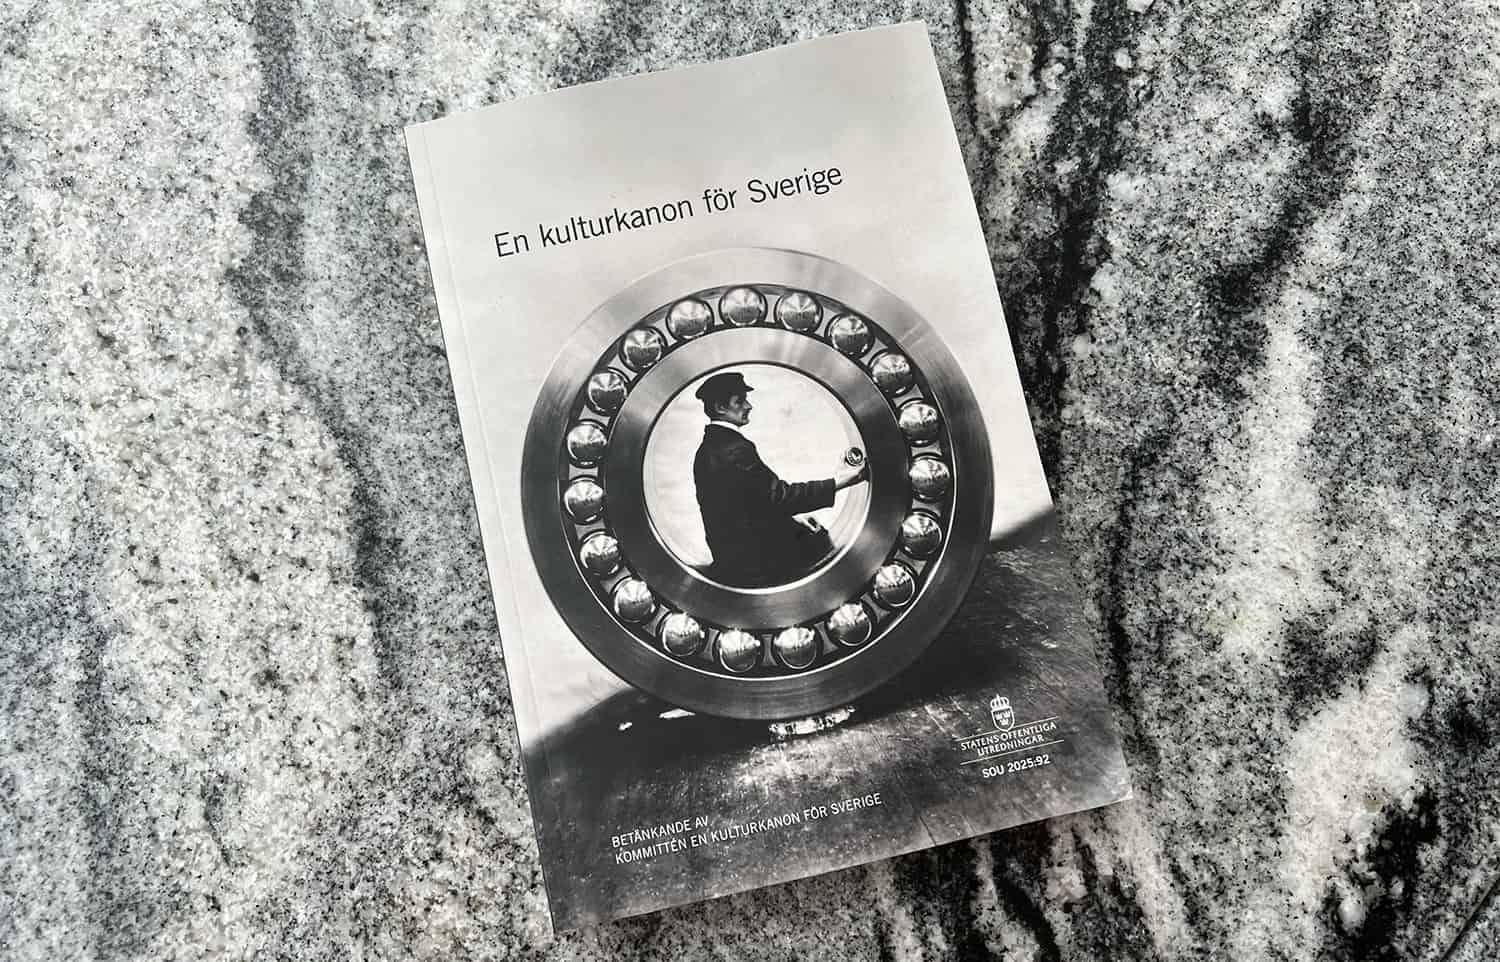 En kulturkanon för Sverige
STATENS OFFENTLIGA
UTREDNINGAR
SOU 2025:92
BETÄNKANDE AV
KOMMITTÉN EN KULTURKANON FÖR SVERIGE